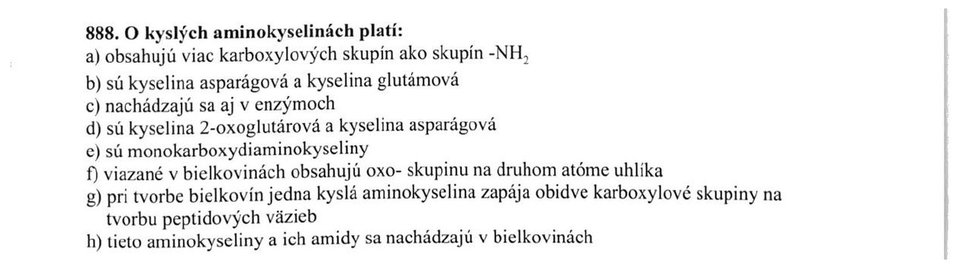 888. O kyslých aminokyselinách platí:
a) obsahujú viac karboxylových skupín ako skupín -NH₂
b) sú kyselina asparágová a kyselina glutámová
c) nachádzajú sa aj v enzýmoch
d) sú kyselina 2-oxoglutárová a kyselina asparágová
e) sú monokarboxydiaminokyseliny
f) viazané v bielkovinách obsahujú oxo- skupinu na druhom atóme uhlíka
g) pri tvorbe bielkovín jedna kyslá aminokyselina zapája obidve karboxylové skupiny na
tvorbu peptidových väzieb
h) tieto aminokyseliny a ich amidy sa nachádzajú v bielkovinách